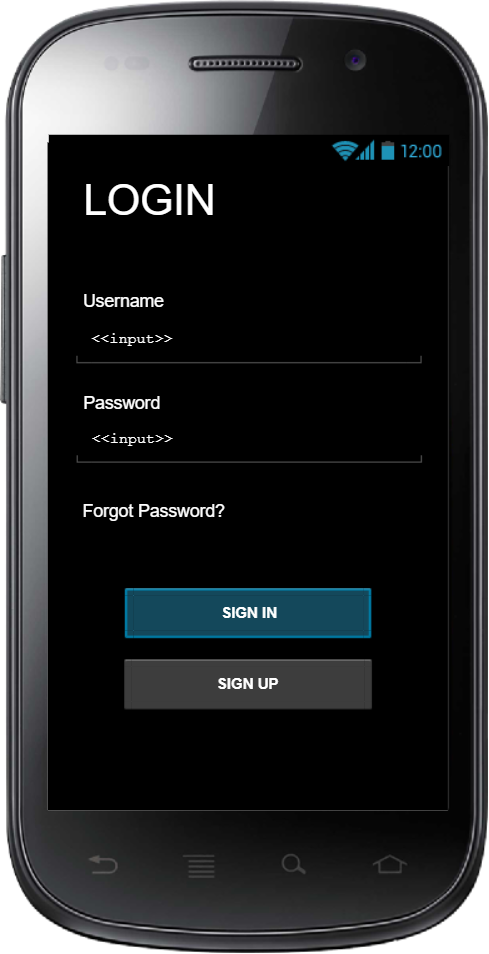 12:00
LOGIN
Username
<<input>>
Password
<<input>>
Forgot Password?
SIGN IN
SIGN UP